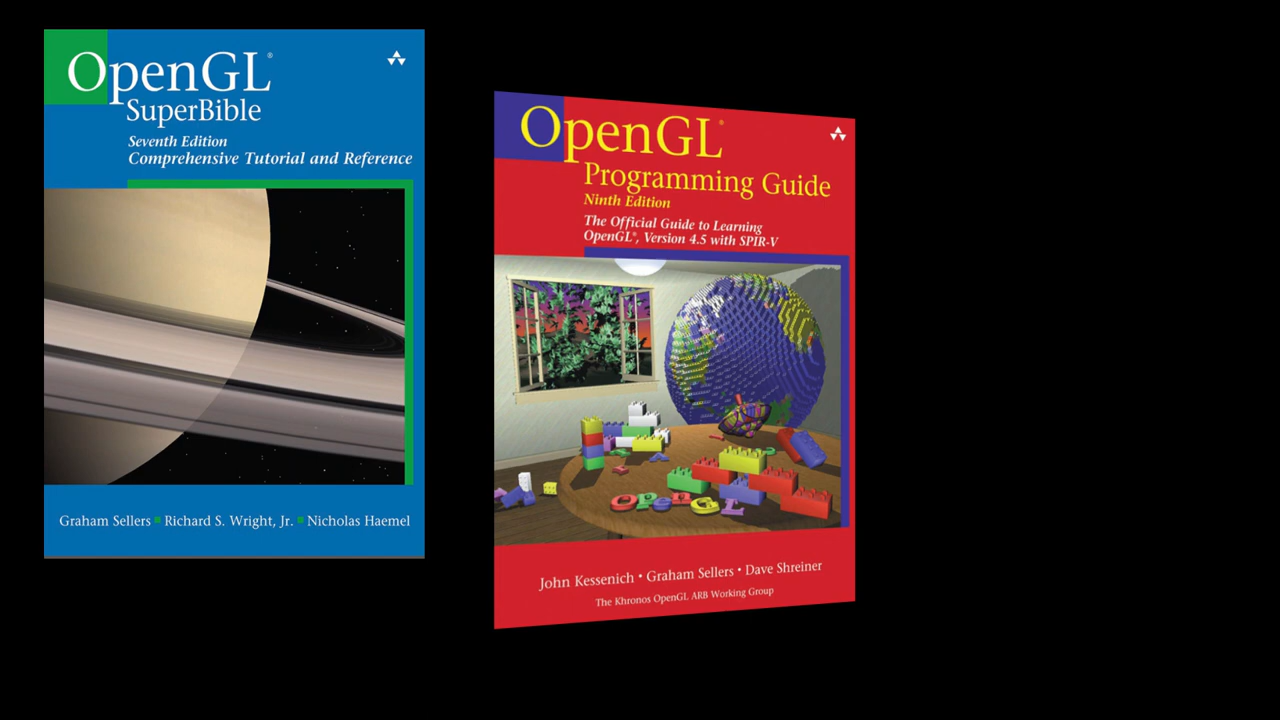 OpenGL®
SuperBible
Seventh Edition
Comprehensive Tutorial and Reference
Graham Sellers ▪ Richard S. Wright, Jr. ▪ Nicholas Haemel
OpenGL®
Programming Guide
Ninth Edition
The Official Guide to Learning
OpenGL®, Version 4.5 with SPIR-V
OPENGL
John Kessenich • Graham Sellers • Dave Shreiner
The Khronos OpenGL ARB Working Group